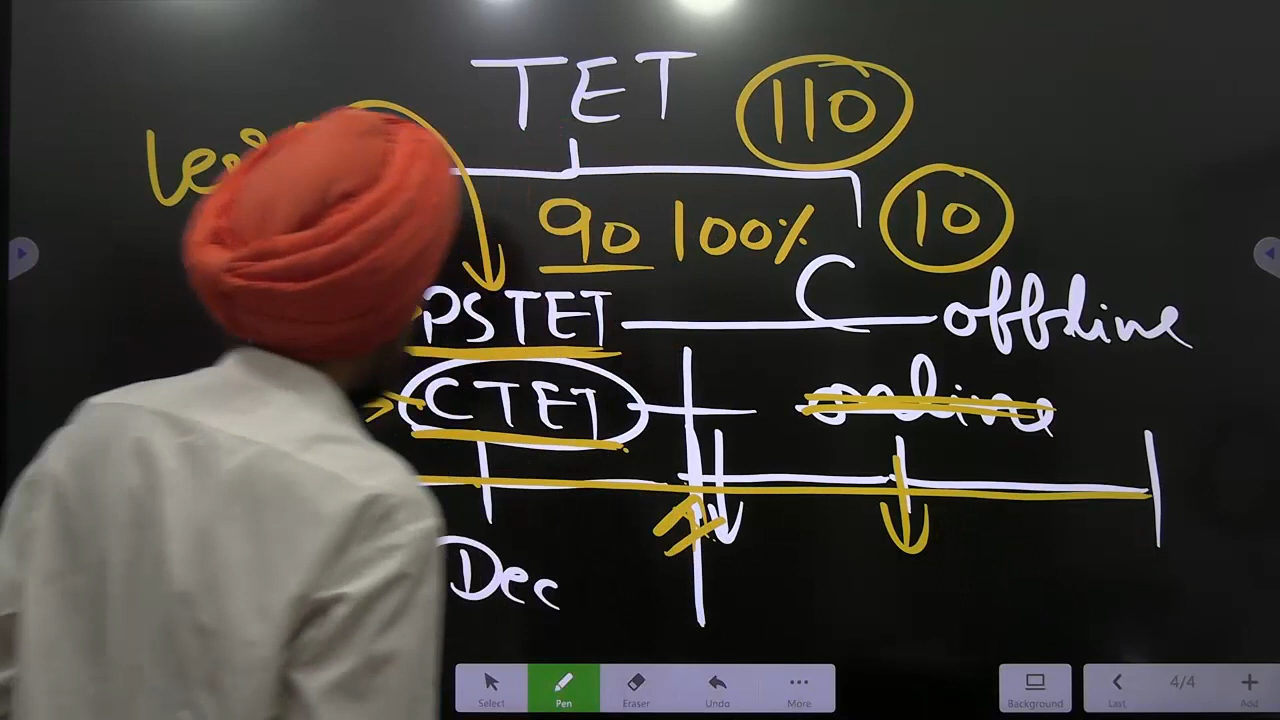 TET 110
90 100% 10
PSTET C offline
CTET online
Dec
Select Pen Eraser Undo More Background Last 4/4 Add